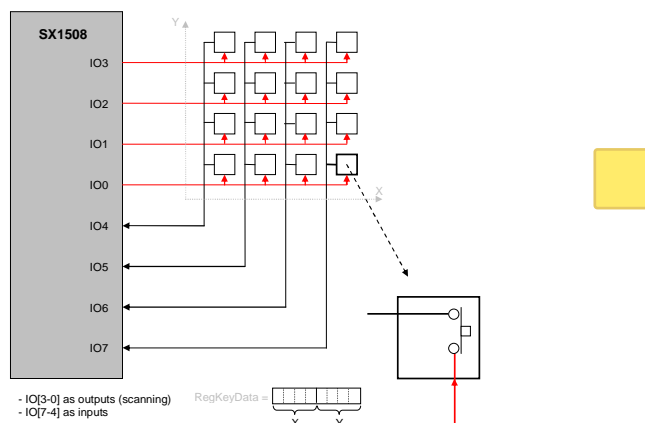 Y
SX1508
IO3
IO2
IO1
IO0
X
IO4
IO5
IO6
IO7
- IO[3-0] as outputs (scanning)
- IO[7-4] as inputs
RegKeyData =